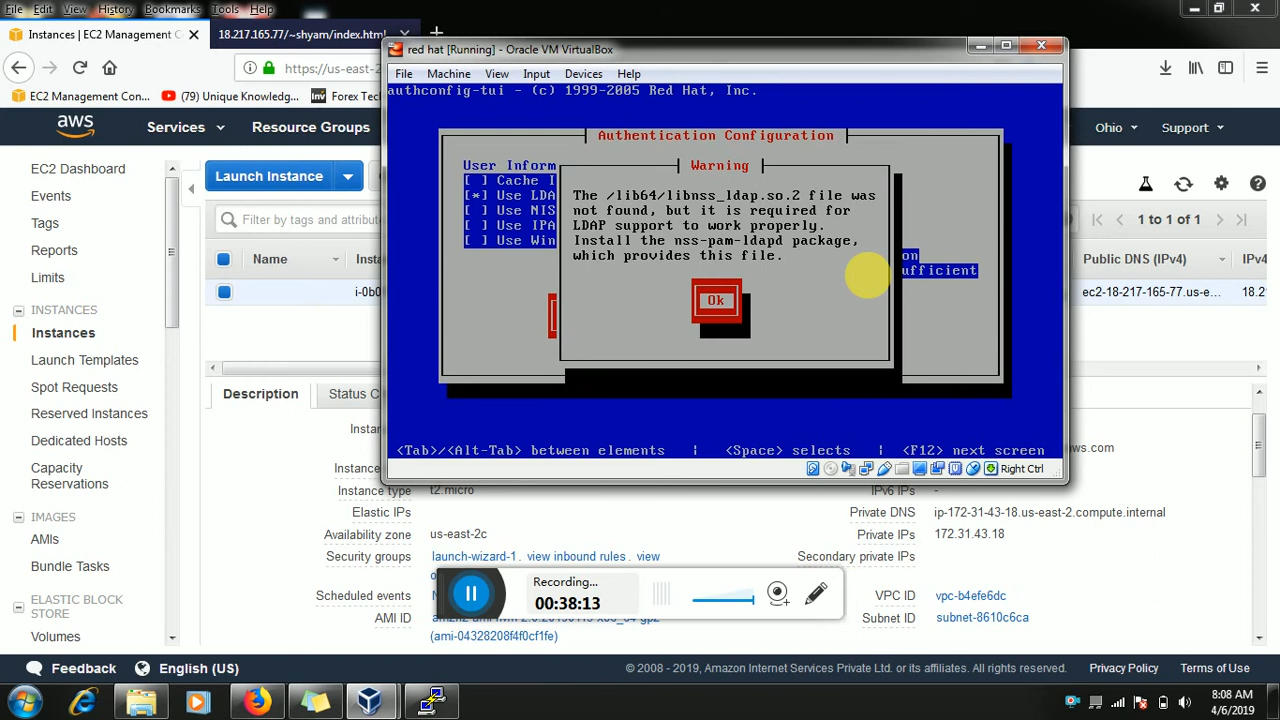 File Edit View History Bookmarks Tools Help
Instances | EC2 Management C
18.217.165.77/~shyam/index.html
https://us-east-2
EC2 Management Con...
(79) Unique Knowledg...
Forex Tech
aws
Services
Resource Groups
Ohio
Support
EC2 Dashboard
Events
Tags
Reports
Limits
INSTANCES
Instances
Launch Templates
Spot Requests
Reserved Instances
Dedicated Hosts
Capacity
Reservations
IMAGES
AMIs
Bundle Tasks
ELASTIC BLOCK
STORE
Volumes
Launch Instance
Filter by tags and attribut
1 to 1 of 1
Name
Insta
Public DNS (IPv4)
IPv4
i-0b0
ec2-18-217-165-77.us-e...
18.2
Description
Status C
Instan
Instance
ws.com
Instance type
t2.micro
IPv6 IPs
-
Elastic IPs
Private DNS
ip-172-31-43-18.us-east-2.compute.internal
Availability zone
us-east-2c
Private IPs
172.31.43.18
Security groups
launch-wizard-1 . view inbound rules . view
Secondary private IPs
Scheduled events
VPC ID
vpc-b4efe6dc
AMI ID
(ami-04328208f4f0cf1fe)
Subnet ID
subnet-8610c6ca
red hat [Running] - Oracle VM VirtualBox
File Machine View Input Devices Help
authconfig-tui - (c) 1999-2005 Red Hat, Inc.
Authentication Configuration
User Inform
[ ] Cache I
[*] Use LDA
[ ] Use NIS
[ ] Use IPA
[ ] Use Win
on
ufficient
Warning
The /lib64/libnss_ldap.so.2 file was
not found, but it is required for
LDAP support to work properly.
Install the nss-pam-ldapd package,
which provides this file.
Ok
<Tab>/<Alt-Tab> between elements | <Space> selects | <F12> next screen
Right Ctrl
Recording...
00:38:13
Feedback
English (US)
© 2008 - 2019, Amazon Internet Services Private Ltd. or its affiliates. All rights reserved.
Privacy Policy
Terms of Use
8:08 AM
4/6/2019